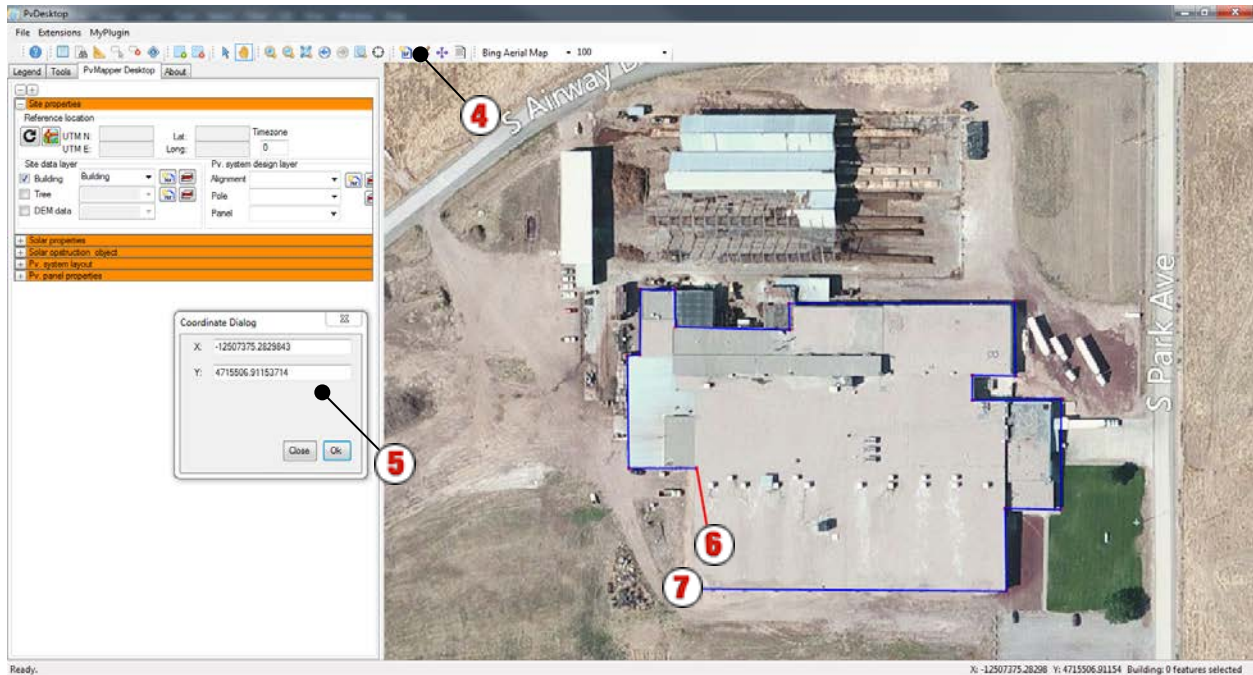 PvDesktop
File Extensions MyPlugin
Bing Aerial Map 100
Legend Tools PvMapper Desktop About
Site properties
Reference location
UTM N: Lat: Timezone
UTM E: Long: 0
Site data layer Pv. system design layer
Building Building Alignment
Tree Pole
DEM data Panel
Solar properties
Solar opstruction object
Pv. system layout
Pv. panel properties
Coordinate Dialog
X: -12507375.2829843
Y: 4715506.91153714
Close Ok
4
5
6
7
S Airway
S Park Ave
Ready. X: -12507375.28298 Y: 4715506.91154 Building: 0 features selected